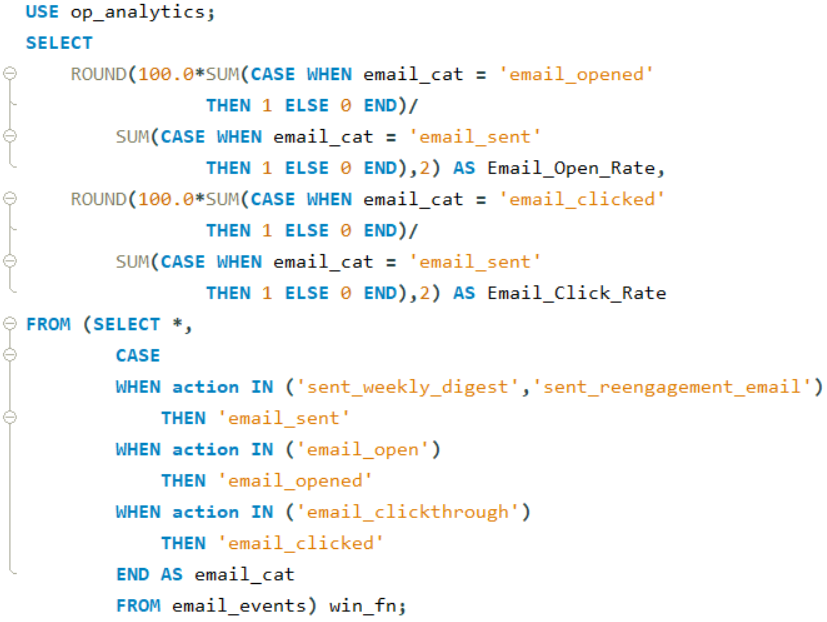 USE op_analytics;
SELECT
ROUND(100.0*SUM(CASE WHEN email_cat = 'email_opened'
THEN 1 ELSE 0 END)/
SUM(CASE WHEN email_cat = 'email_sent'
THEN 1 ELSE 0 END),2) AS Email_Open_Rate,
ROUND(100.0*SUM(CASE WHEN email_cat = 'email_clicked'
THEN 1 ELSE 0 END)/
SUM(CASE WHEN email_cat = 'email_sent'
THEN 1 ELSE 0 END),2) AS Email_Click_Rate
FROM (SELECT *,
CASE
WHEN action IN ('sent_weekly_digest','sent_reengagement_email')
THEN 'email_sent'
WHEN action IN ('email_open')
THEN 'email_opened'
WHEN action IN ('email_clickthrough')
THEN 'email_clicked'
END AS email_cat
FROM email_events) win_fn;